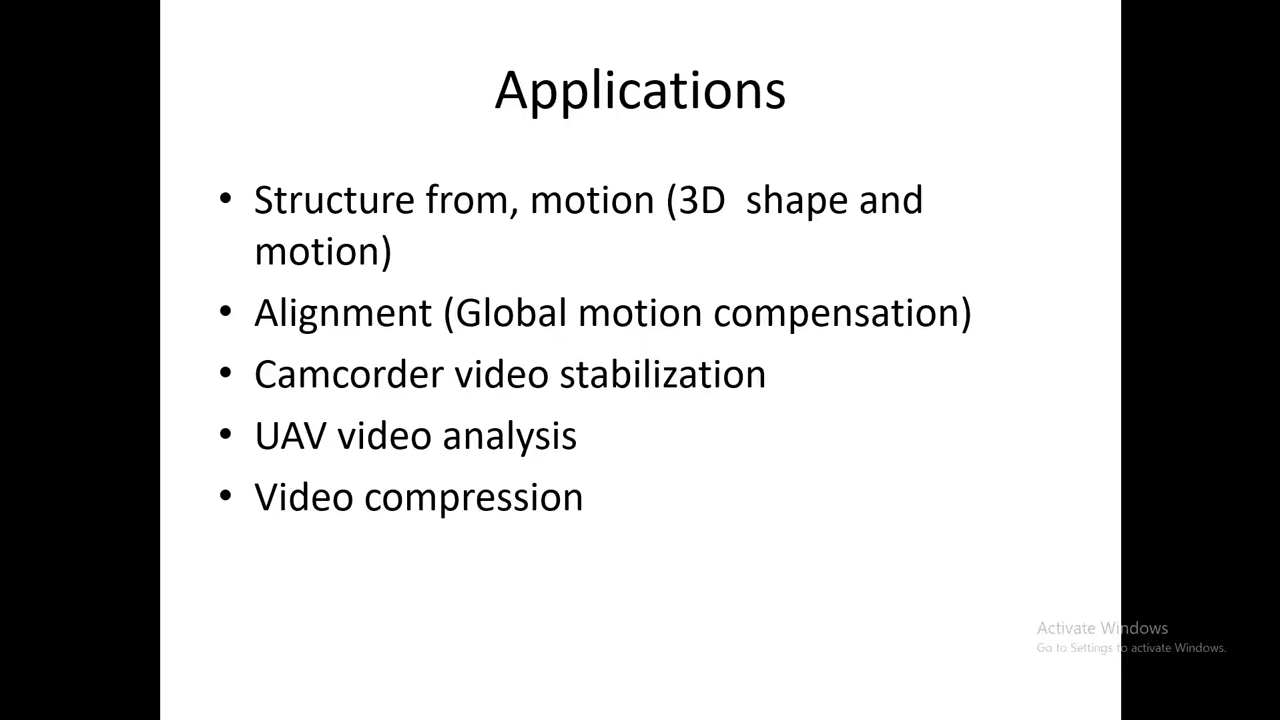 Applications
• Structure from, motion (3D  shape and
motion)
• Alignment (Global motion compensation)
• Camcorder video stabilization
• UAV video analysis
• Video compression
Activate Windows
Go to Settings to activate Windows.